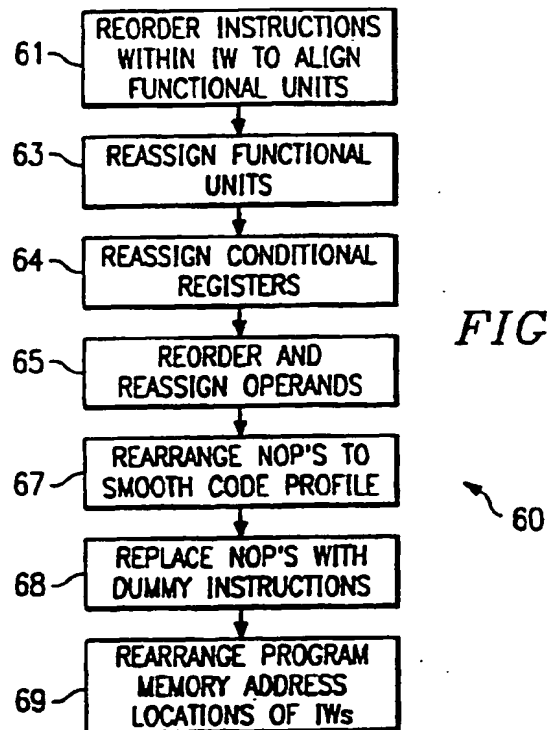 61
REORDER INSTRUCTIONS
WITHIN IW TO ALIGN
FUNCTIONAL UNITS
63
REASSIGN FUNCTIONAL
UNITS
64
REASSIGN CONDITIONAL
REGISTERS
65
REORDER AND
REASSIGN OPERANDS
67
REARRANGE NOP'S TO
SMOOTH CODE PROFILE
68
REPLACE NOP'S WITH
DUMMY INSTRUCTIONS
69
REARRANGE PROGRAM
MEMORY ADDRESS
LOCATIONS OF IWs
FIG
60